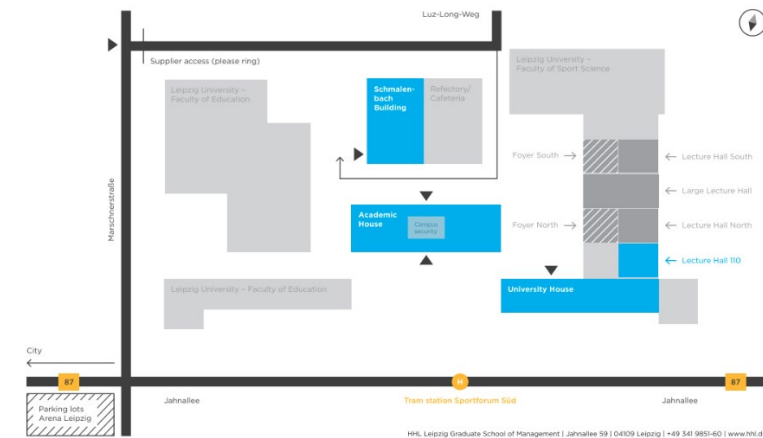 Luz-Long-Weg
Supplier access (please ring)
Leipzig University –
Faculty of Education
Schmalen-
bach
Building
Refectory/
Cafeteria
Leipzig University –
Faculty of Sport Science
Foyer South
Lecture Hall South
Large Lecture Hall
Marschnerstraße
Academic
House
Campus
security
Foyer North
Lecture Hall North
Lecture Hall 110
Leipzig University – Faculty of Education
University House
City
87
H
87
Parking lots
Arena Leipzig
Jahnallee
Tram station Sportforum Süd
Jahnallee
HHL Leipzig Graduate School of Management | Jahnallee 59 | 04109 Leipzig | +49 341 9851-60 | www.hhl.d